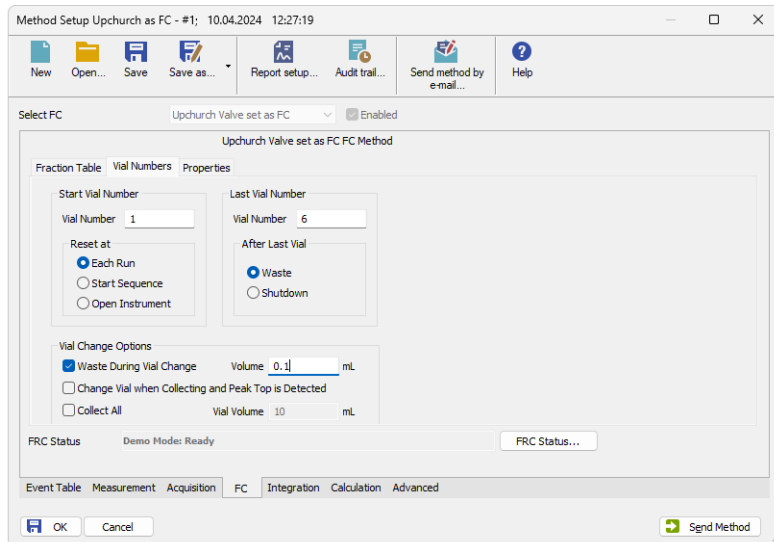 Method Setup Upchurch as FC - #1;   10.04.2024   12:27:19
New Open... Save Save as... Report setup... Audit trail... Send method by e-mail... Help
Select FC Upchurch Valve set as FC Enabled
Upchurch Valve set as FC FC Method
Fraction Table Vial Numbers Properties
Start Vial Number Last Vial Number
Vial Number 1 Vial Number 6
Reset at After Last Vial
Each Run
Waste
Start Sequence
Shutdown
Open Instrument
Vial Change Options
Waste During Vial Change Volume 0.1 mL
Change Vial when Collecting and Peak Top is Detected
Collect All Vial Volume 10 mL
FRC Status Demo Mode: Ready FRC Status...
Event Table Measurement Acquisition FC Integration Calculation Advanced
OK Cancel Send Method